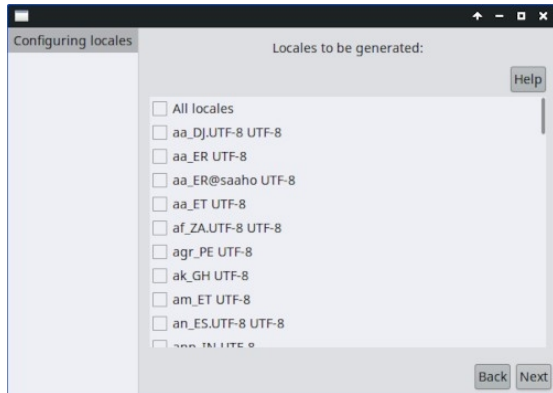 Configuring locales
Locales to be generated:
Help
All locales
aa_DJ.UTF-8 UTF-8
aa_ER UTF-8
aa_ER@saaho UTF-8
aa_ET UTF-8
af_ZA.UTF-8 UTF-8
agr_PE UTF-8
ak_GH UTF-8
am_ET UTF-8
an_ES.UTF-8 UTF-8
Back Next